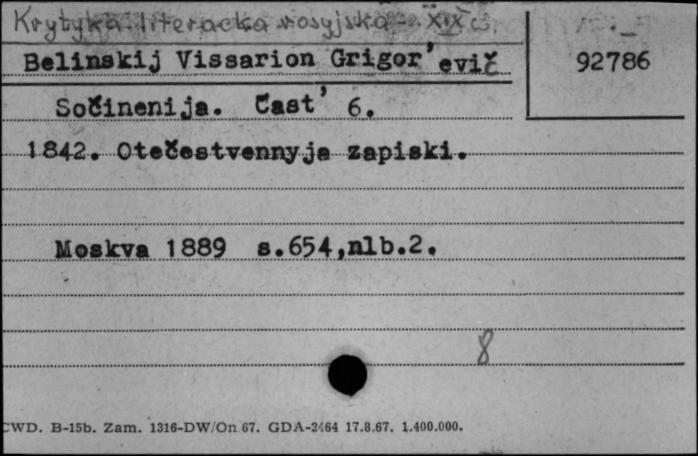 Krytyka literacka rosyjska - XIX w.
Belinskij Vissarion Grigor'evič
92786
Sočinenija. Čast' 6.
1842. Otečestvennyje zapiski.
Moskva 1889 s.654,nlb.2.
8
CWD. B-15b. Zam. 1316-DW/On 67. GDA-2464 17.8.67. 1.400.000.